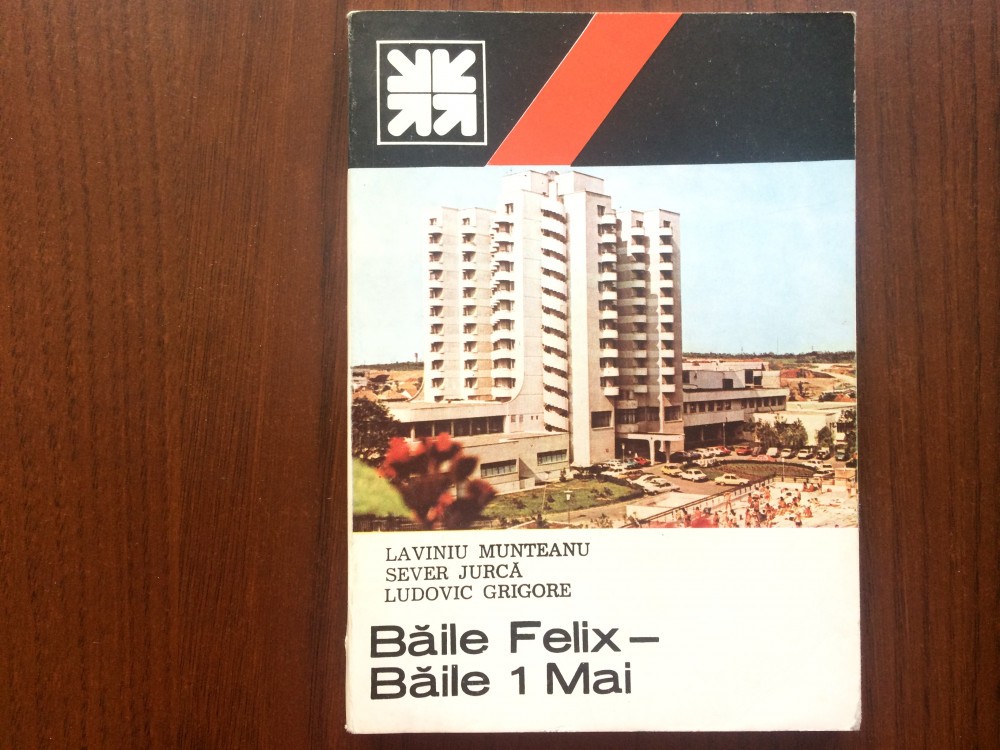 LAVINIU MUNTEANU
SEVER JURCĂ
LUDOVIC GRIGORE
Băile Felix –
Băile 1 Mai